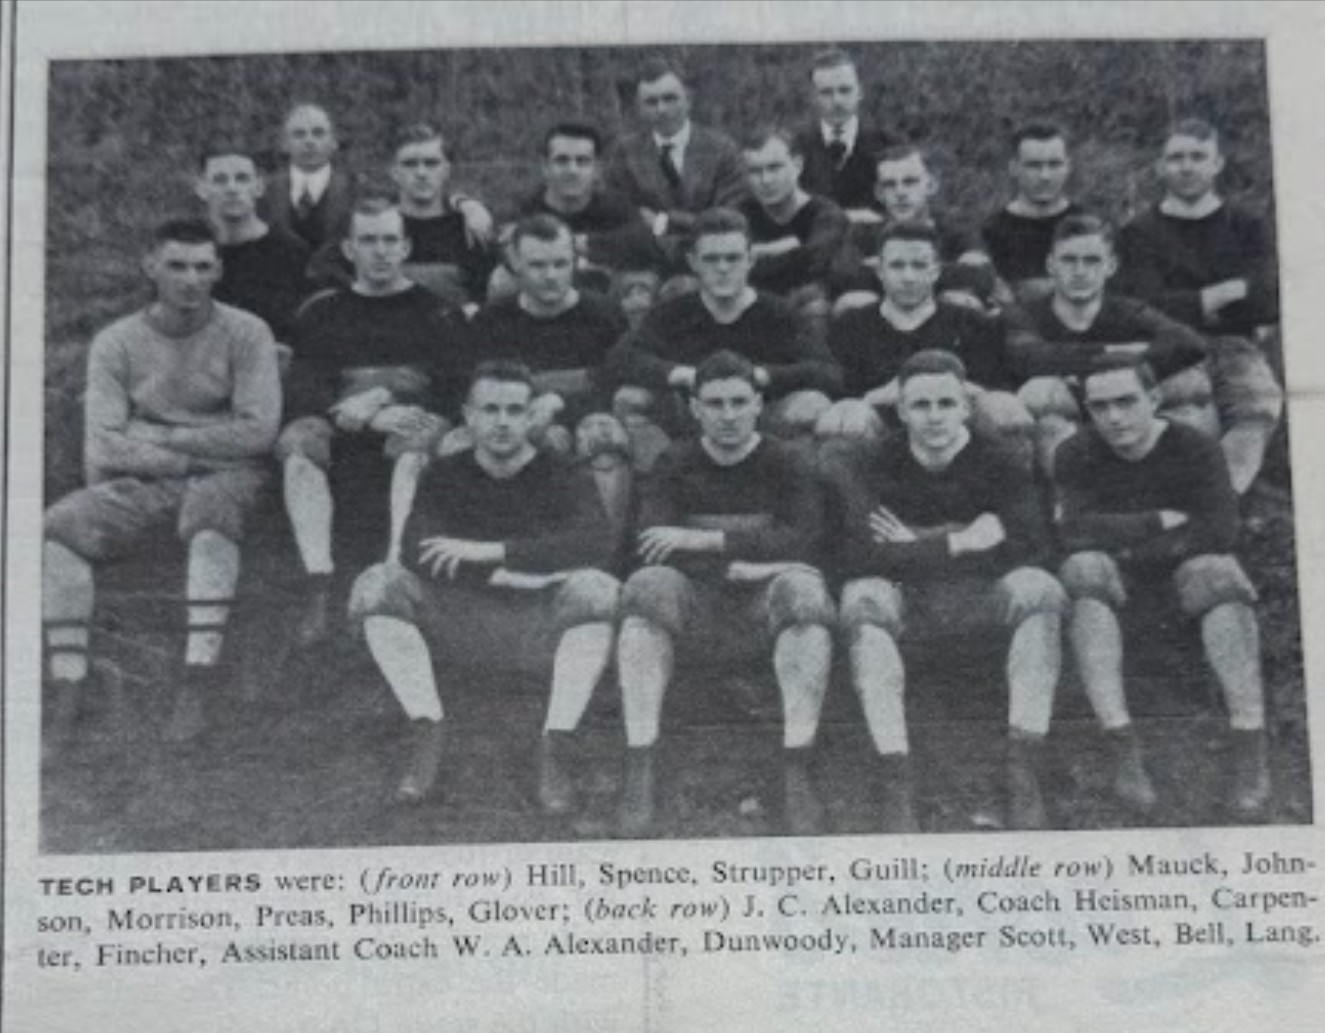 TECH PLAYERS were: (front row) Hill, Spence, Strupper, Guill; (middle row) Mauck, John-
son, Morrison, Preas, Phillips, Glover; (back row) J. C. Alexander, Coach Heisman, Carpen-
ter, Fincher, Assistant Coach W. A. Alexander, Dunwoody, Manager Scott, West, Bell, Lang.